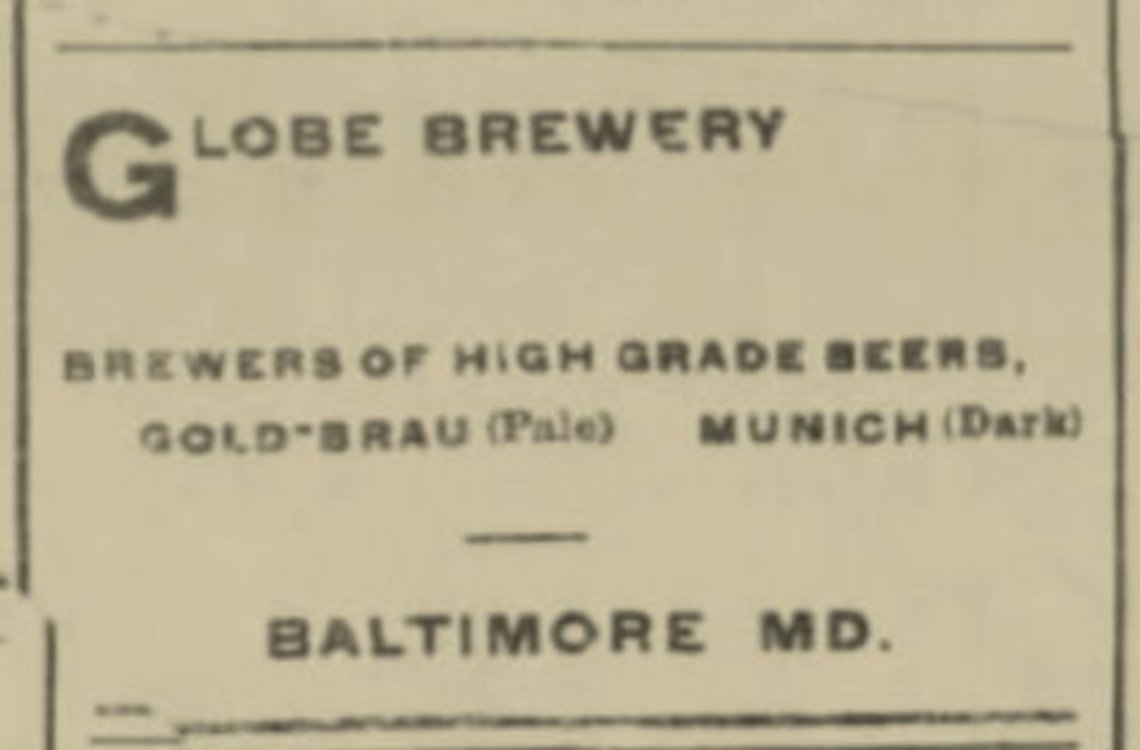 GLOBE BREWERY
BREWERS OF HIGH GRADE BEERS,
GOLD-BRAU (Pale) MUNICH (Dark)
BALTIMORE MD.